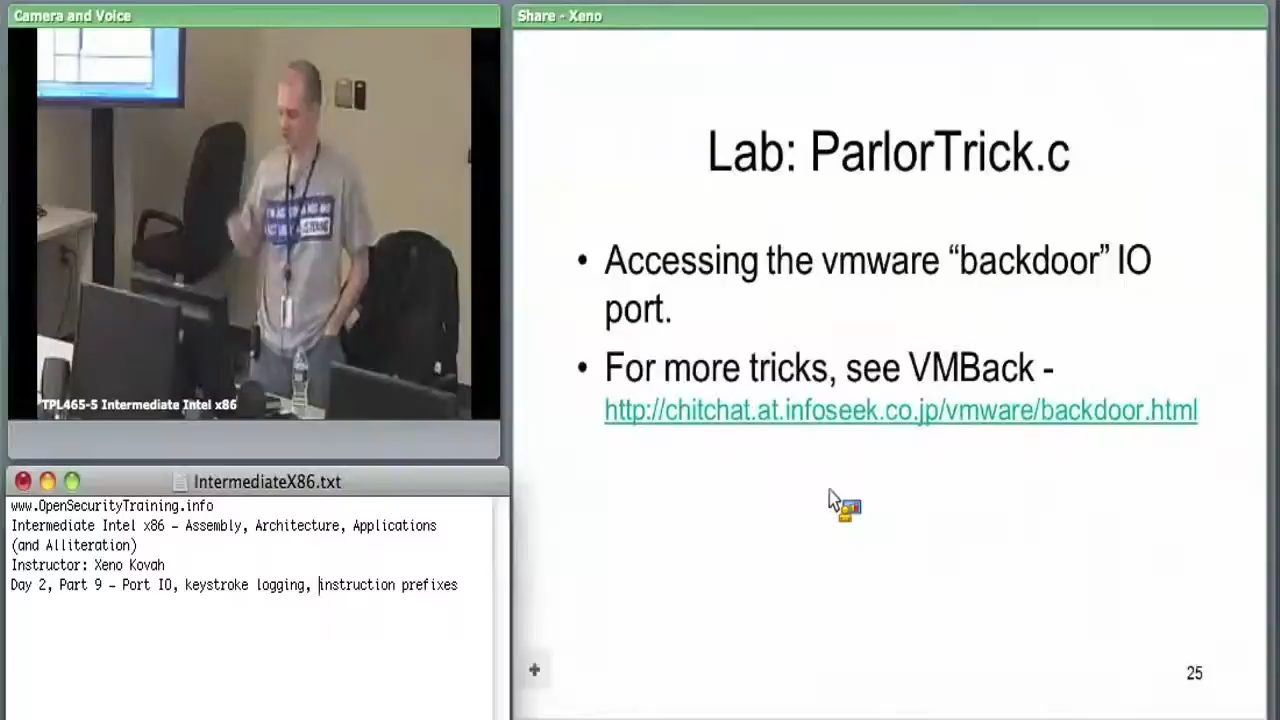 Camera and Voice
TPL465-S Intermediate Intel x86
IntermediateX86.txt
www.OpenSecurityTraining.info
Intermediate Intel x86 – Assembly, Architecture, Applications
(and Alliteration)
Instructor: Xeno Kovah
Day 2, Part 9 – Port IO, keystroke logging, instruction prefixes
Share - Xeno
Lab: ParlorTrick.c
• Accessing the vmware “backdoor” IO
port.
• For more tricks, see VMBack -
http://chitchat.at.infoseek.co.jp/vmware/backdoor.html
25